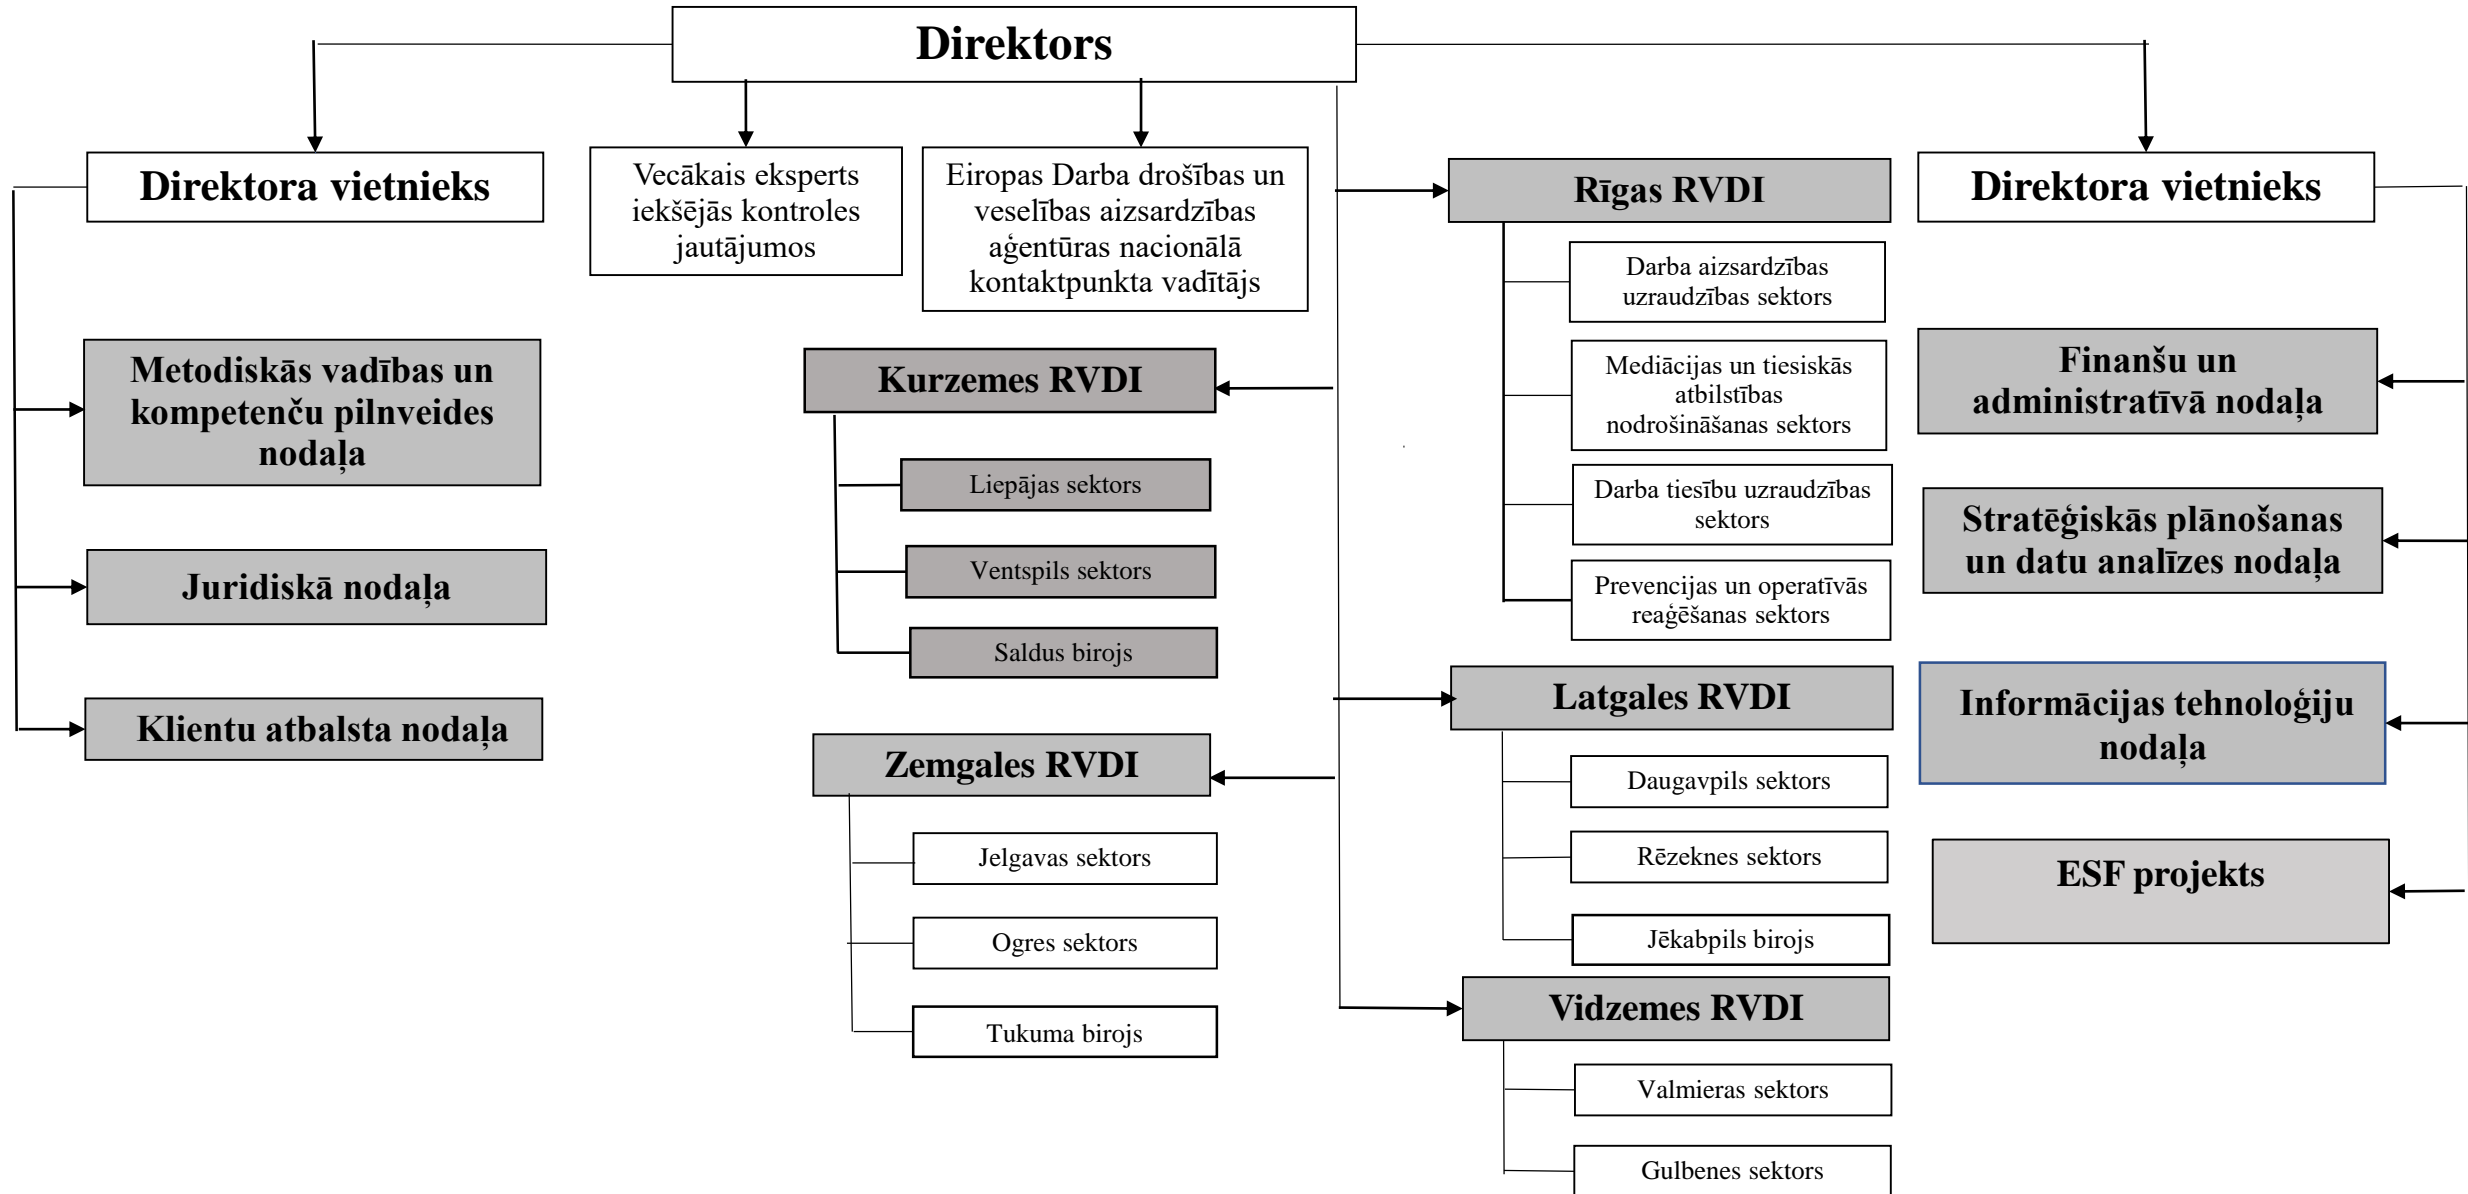 Direktors
Direktora vietnieks
Vecākais eksperts
iekšējās kontroles
jautājumos
Eiropas Darba drošības un
veselības aizsardzības
aģentūras nacionālā
kontaktpunkta vadītājs
Rīgas RVDI
Direktora vietnieks
Darba aizsardzības
uzraudzības sektors
Mediācijas un tiesiskās
atbilstības
nodrošināšanas sektors
Darba tiesību uzraudzības
sektors
Prevencijas un operatīvās
reaģēšanas sektors
Metodiskās vadības un
kompetenču pilnveides
nodaļa
Juridiskā nodaļa
Klientu atbalsta nodaļa
Kurzemes RVDI
Liepājas sektors
Ventspils sektors
Saldus birojs
Zemgales RVDI
Jelgavas sektors
Ogres sektors
Tukuma birojs
Latgales RVDI
Daugavpils sektors
Rēzeknes sektors
Jēkabpils birojs
Vidzemes RVDI
Valmieras sektors
Gulbenes sektors
Finanšu un
administratīvā nodaļa
Stratēģiskās plānošanas
un datu analīzes nodaļa
Informācijas tehnoloģiju
nodaļa
ESF projekts